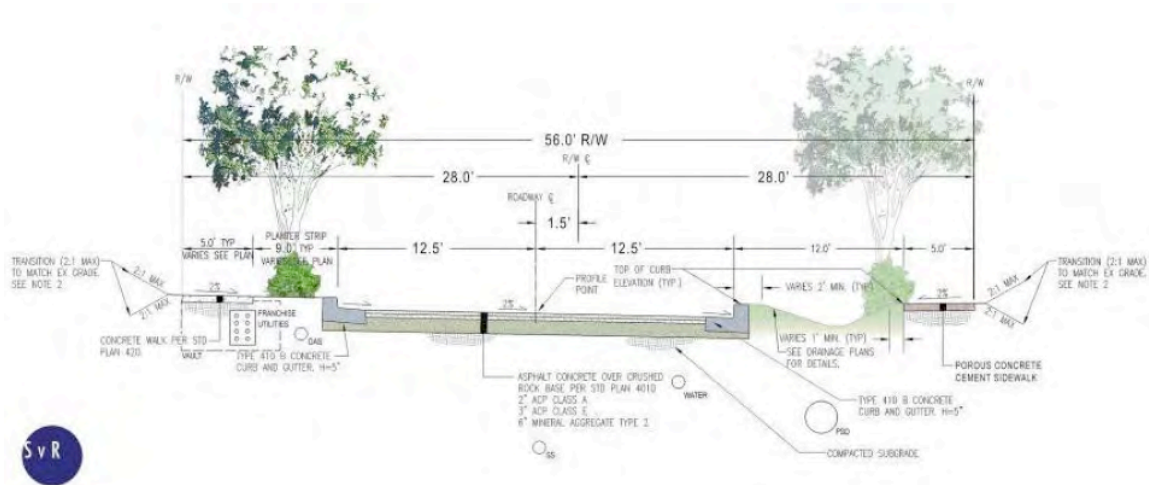 R/W
R/W
56.0' R/W
R/W ℄
28.0'
28.0'
ROADWAY ℄
1.5'
5.0' TYP
VARIES SEE PLAN
PLANTER STRIP
9.0' TYP
VARIES SEE PLAN
12.5'
12.5'
12.0'
5.0'
TRANSITION (2:1 MAX)
TO MATCH EX GRADE.
SEE NOTE 2
2:1 MAX
2:1 MAX
2%
PROFILE
POINT
TOP OF CURB
ELEVATION (TYP.)
VARIES 2' MIN. (TYP)
2%
2:1 MAX
2:1 MAX
TRANSITION (2:1 MAX)
TO MATCH EX GRADE.
SEE NOTE 2
2%
FRANCHISE
UTILITIES
GAS
CONCRETE WALK PER STD
PLAN 420.
VAULT
TYPE 410 B CONCRETE
CURB AND GUTTER. H=5"
VARIES 1' MIN. (TYP)
SEE DRAINAGE PLANS
FOR DETAILS.
POROUS CONCRETE
CEMENT SIDEWALK
ASPHALT CONCRETE OVER CRUSHED
ROCK BASE PER STD PLAN 401D
2" ACP CLASS A
3" ACP CLASS E
6" MINERAL AGGREGATE TYPE 2
WATER
TYPE 410 B CONCRETE
CURB AND GUTTER. H=5"
PSD
SS
COMPACTED SUBGRADE
SvR